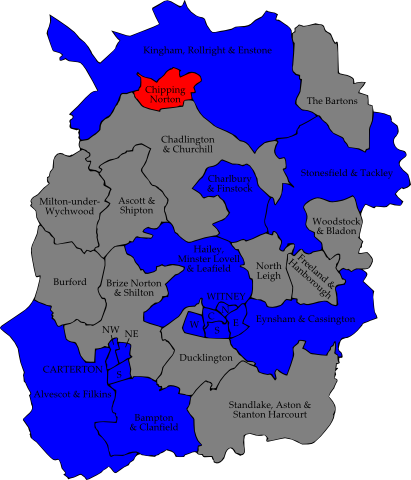 Kingham, Rollright & Enstone
Chipping
Norton
The Bartons
Chadlington
& Churchill
Charlbury
& Finstock
Stonesfield & Tackley
Milton-under-
Wychwood
Ascott &
Shipton
Woodstock
& Bladon
Hailey,
Minster Lovell
& Leafield
North
Leigh
Freeland &
Hanborough
Burford
Brize Norton
& Shilton
WITNEY
N
W
E
S
Eynsham & Cassington
NW
NE
Ducklington
CARTERTON
S
Alvescot & Filkins
Bampton
& Clanfield
Standlake, Aston &
Stanton Harcourt